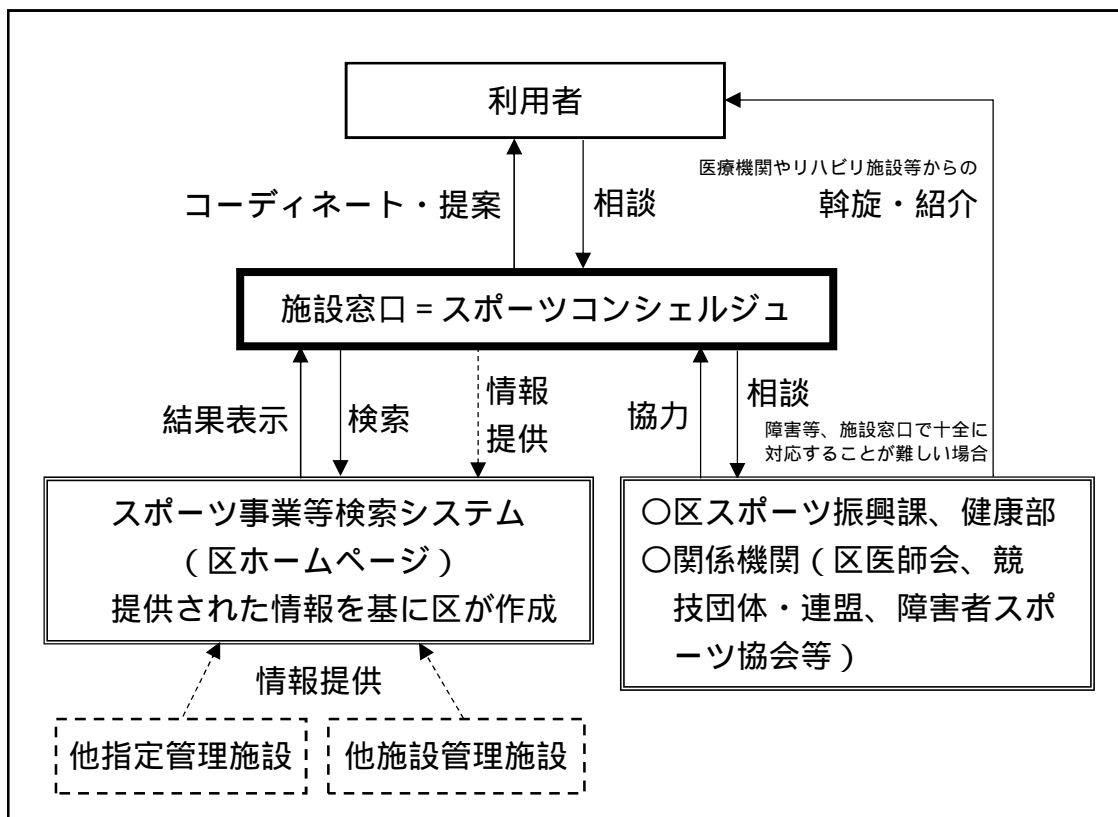 利用者
医療機関やリハビリ施設等からの
斡旋・紹介
コーディネート・提案
相談
施設窓口=スポーツコンシェルジュ
結果表示
検索
情報
提供
協力
相談
障害等、施設窓口で十全に
対応することが難しい場合
スポーツ事業等検索システム
(区ホームページ)
提供された情報を基に区が作成
○区スポーツ振興課、健康部
○関係機関(区医師会、競
技団体・連盟、障害者スポ
ーツ協会等)
情報提供
他指定管理施設
他施設管理施設